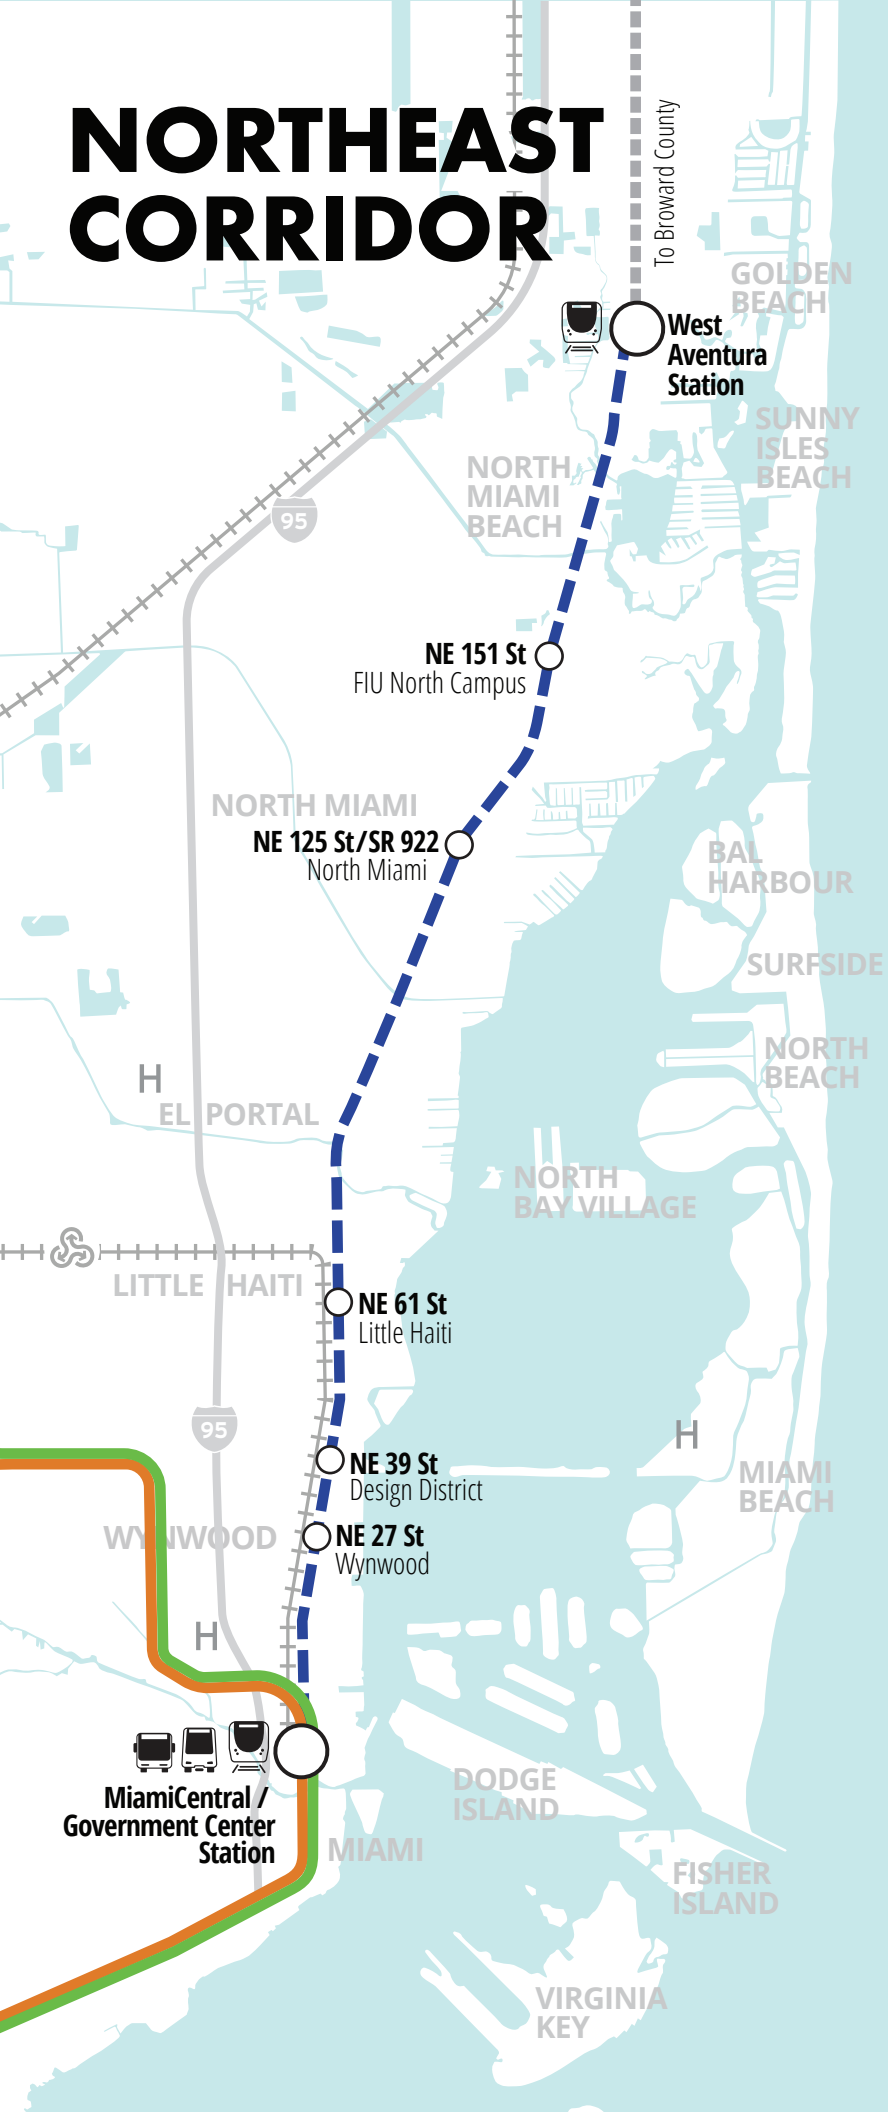 NORTHEAST
CORRIDOR
To Broward County
GOLDEN
BEACH
West
Aventura
Station
SUNNY
ISLES
BEACH
NORTH
MIAMI
BEACH
95
NE 151 St
FIU North Campus
NORTH MIAMI
NE 125 St/SR 922
North Miami
BAL
HARBOUR
SURFSIDE
NORTH
BEACH
H
EL PORTAL
NORTH
BAY VILLAGE
LITTLE HAITI
NE 61 St
Little Haiti
95
H
NE 39 St
Design District
MIAMI
BEACH
WYNWOOD
NE 27 St
Wynwood
H
MiamiCentral /
Government Center
Station
DODGE
ISLAND
MIAMI
FISHER
ISLAND
VIRGINIA
KEY